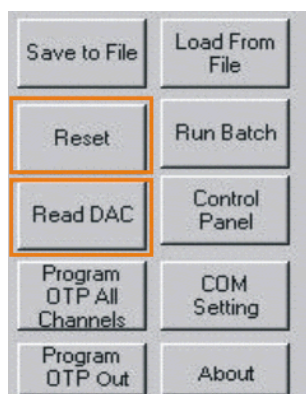 Save to File
Load From
File
Reset
Run Batch
Read DAC
Control
Panel
Program
OTP All
Channels
COM
Setting
Program
OTP Out
About